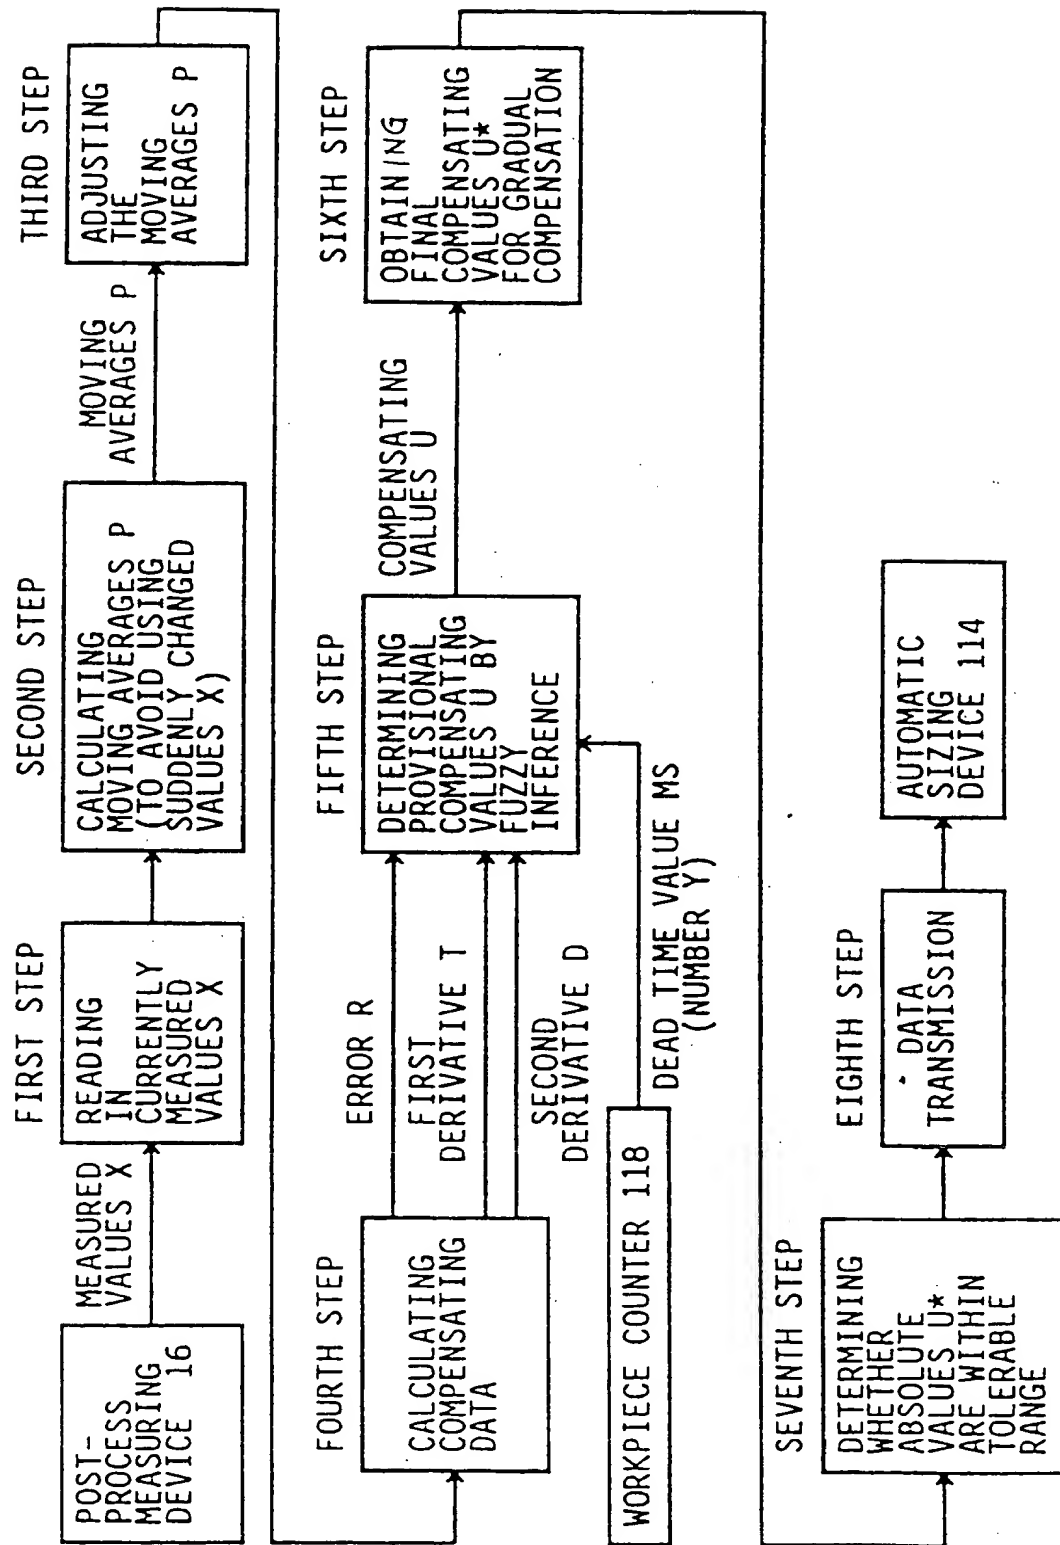 POST-
PROCESS
MEASURING
DEVICE 16
MEASURED
VALUES X
FIRST STEP
READING
IN
CURRENTLY
MEASURED
VALUES X
SECOND STEP
CALCULATING
MOVING AVERAGES P
(TO AVOID USING
SUDDENLY CHANGED
VALUES X)
MOVING
AVERAGES P
THIRD STEP
ADJUSTING
THE
MOVING
AVERAGES P
FOURTH STEP
CALCULATING
COMPENSATING
DATA
ERROR R
FIRST
DERIVATIVE T
SECOND
DERIVATIVE D
WORKPIECE COUNTER 118
DEAD TIME VALUE MS
(NUMBER Y)
FIFTH STEP
DETERMINING
PROVISIONAL
COMPENSATING
VALUES U BY
FUZZY
INFERENCE
COMPENSATING
VALUES U
SIXTH STEP
OBTAINING
FINAL
COMPENSATING
VALUES U*
FOR GRADUAL
COMPENSATION
SEVENTH STEP
DETERMINING
WHETHER
ABSOLUTE
VALUES U*
ARE WITHIN
TOLERABLE
RANGE
EIGHTH STEP
DATA
TRANSMISSION
AUTOMATIC
SIZING
DEVICE 114